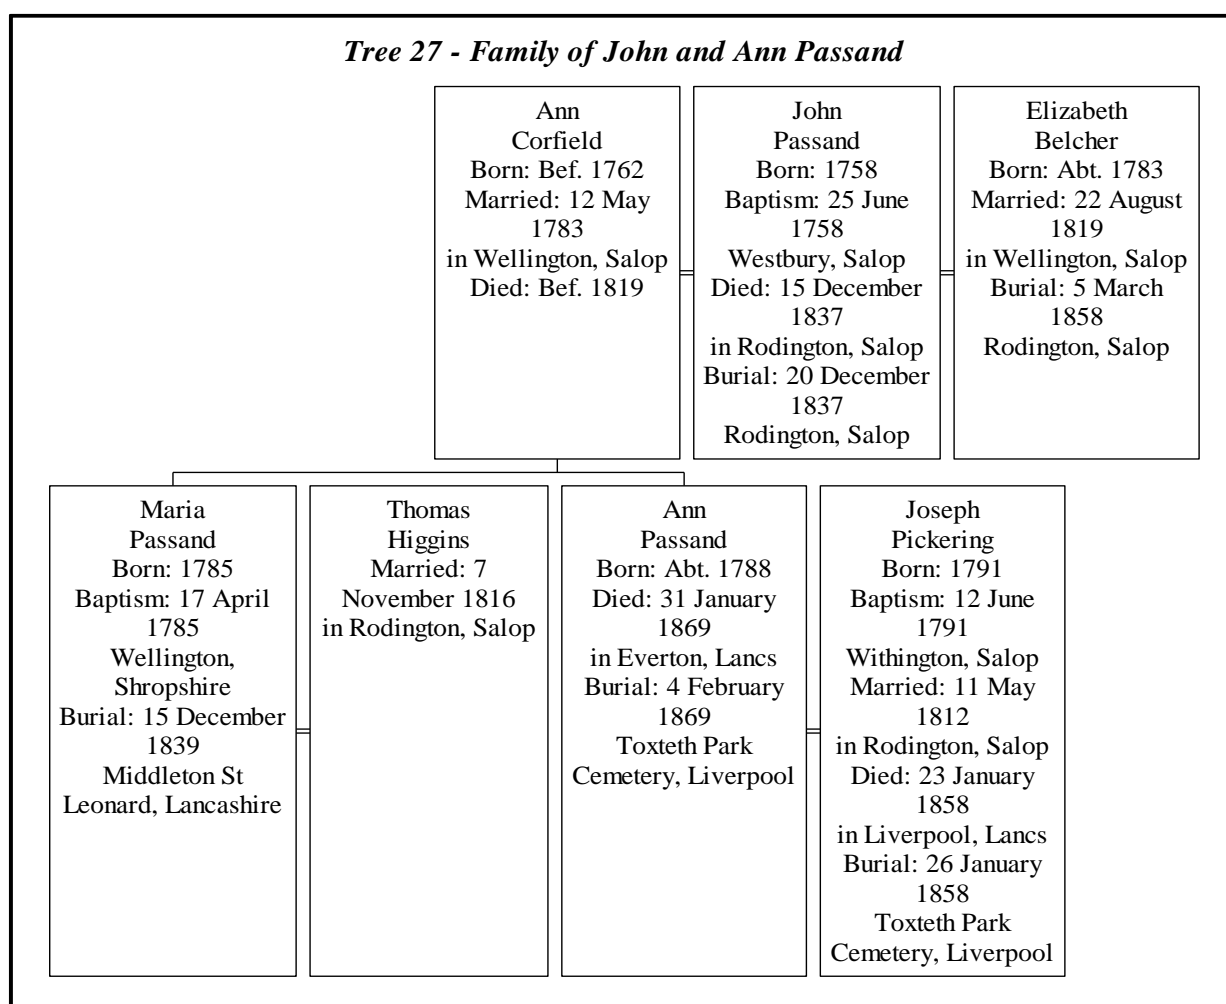 Tree 27 - Family of John and Ann Passand
Ann
Corfield
Born: Bef. 1762
Married: 12 May
1783
in Wellington, Salop
Died: Bef. 1819
John
Passand
Born: 1758
Baptism: 25 June
1758
Westbury, Salop
Died: 15 December
1837
in Rodington, Salop
Burial: 20 December
1837
Rodington, Salop
Elizabeth
Belcher
Born: Abt. 1783
Married: 22 August
1819
in Wellington, Salop
Burial: 5 March
1858
Rodington, Salop
Maria
Passand
Born: 1785
Baptism: 17 April
1785
Wellington,
Shropshire
Burial: 15 December
1839
Middleton St
Leonard, Lancashire
Thomas
Higgins
Married: 7
November 1816
in Rodington, Salop
Ann
Passand
Born: Abt. 1788
Died: 31 January
1869
in Everton, Lancs
Burial: 4 February
1869
Toxteth Park
Cemetery, Liverpool
Joseph
Pickering
Born: 1791
Baptism: 12 June
1791
Withington, Salop
Married: 11 May
1812
in Rodington, Salop
Died: 23 January
1858
in Liverpool, Lancs
Burial: 26 January
1858
Toxteth Park
Cemetery, Liverpool